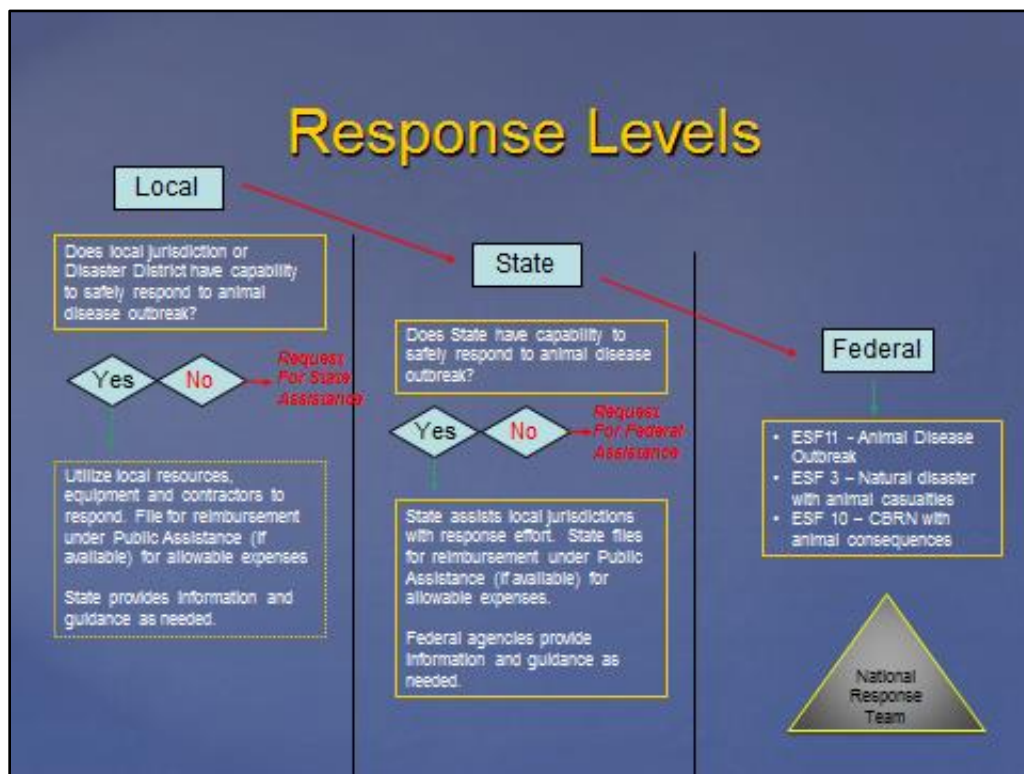 Response Levels
Local
Does local jurisdiction or
Disaster District have capability
to safely respond to animal
disease outbreak?
Yes
No
Request
For State
Assistance
Utilize local resources,
equipment and contractors to
respond. File for reimbursement
under Public Assistance (if
available) for allowable expenses
State provides information and
guidance as needed.
State
Does State have capability to
safely respond to animal disease
outbreak?
Yes
No
Request
For Federal
Assistance
State assists local jurisdictions
with response effort. State files
for reimbursement under Public
Assistance (if available) for
allowable expenses.
Federal agencies provide
information and guidance as
needed.
Federal
• ESF11 - Animal Disease
Outbreak
• ESF 3 – Natural disaster
with animal casualties
• ESF 10 – CBRN with
animal consequences
National
Response
Team